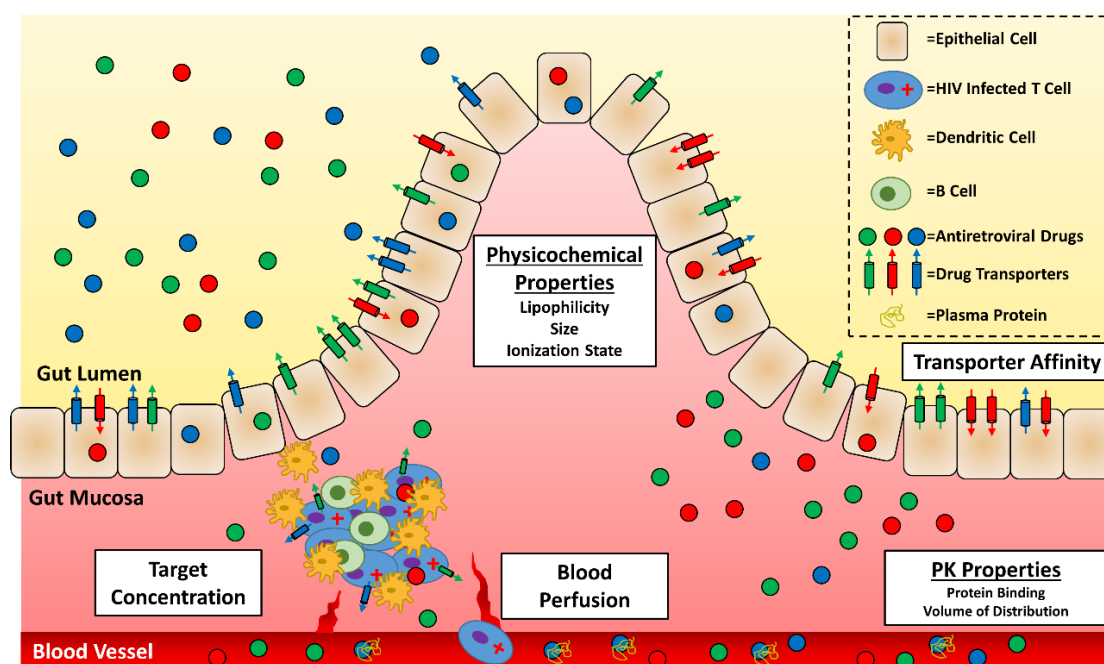 =Epithelial Cell
=HIV Infected T Cell
=Dendritic Cell
=B Cell
=Antiretroviral Drugs
=Drug Transporters
=Plasma Protein
Physicochemical
Properties
Lipophilicity
Size
Ionization State
Gut Lumen
Transporter Affinity
Gut Mucosa
Target
Concentration
Blood
Perfusion
PK Properties
Protein Binding
Volume of Distribution
Blood Vessel